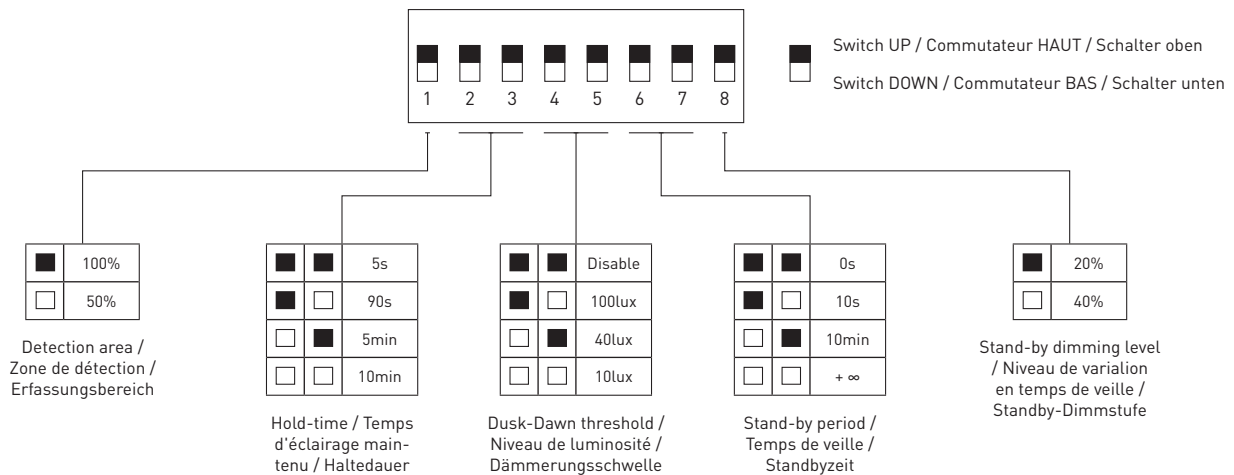 Switch UP / Commutateur HAUT / Schalter oben
Switch DOWN / Commutateur BAS / Schalter unten
1 2 3 4 5 6 7 8
100%
50%
Detection area /
Zone de détection /
Erfassungsbereich
5s
90s
5min
10min
Hold-time / Temps
d'éclairage main-
tenu / Haltedauer
Disable
100lux
40lux
10lux
Dusk-Dawn threshold /
Niveau de luminosité /
Dämmerungsschwelle
0s
10s
10min
+ ∞
Stand-by period /
Temps de veille /
Standbyzeit
20%
40%
Stand-by dimming level
/ Niveau de varialion
en temps de veille /
Standby-Dimmstufe